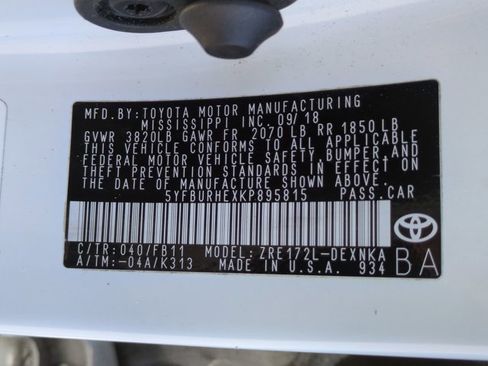 MFD.BY:TOYOTA MOTOR MANUFACTURING
MISSISSIPPI INC. 09/18
GVWR 3820LB GAWR FR 2070 LB RR 1850 LB
THIS VEHICLE CONFORMS TO ALL APPLICABLE
FEDERAL MOTOR VEHICLE SAFETY, BUMPER AND
THEFT PREVENTION STANDARDS IN EFFECT ON
THE DATE OF MANUFACTURE SHOWN ABOVE.
5YFBURHEXKP895815 PASS.CAR
C/TR: 040/FB11 MODEL: ZRE172L-DEXNKA
A/TM:-04A/K313 MADE IN U.S.A. 934
BA